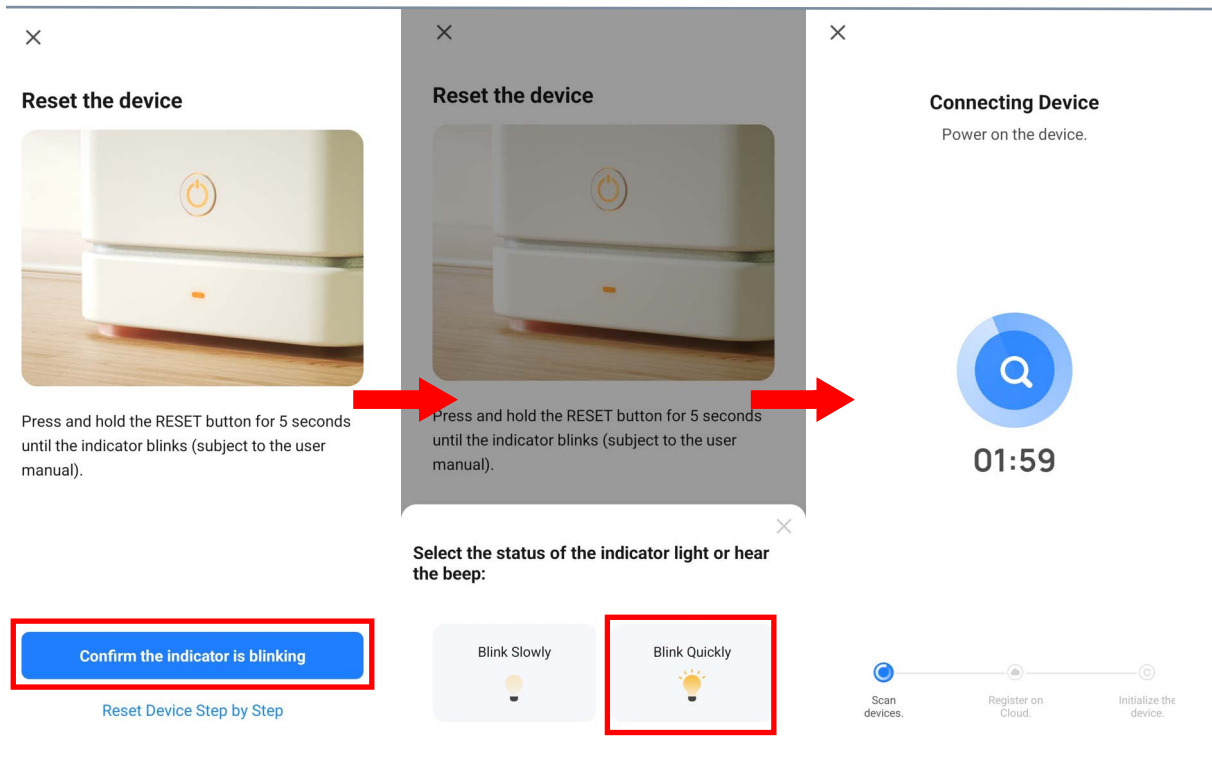 Reset the device
Press and hold the RESET button for 5 seconds
until the indicator blinks (subject to the user
manual).
Confirm the indicator is blinking
Reset Device Step by Step
Reset the device
Press and hold the RESET button for 5 seconds
until the indicator blinks (subject to the user
manual).
Select the status of the indicator light or hear
the beep:
Blink Slowly
Blink Quickly
Connecting Device
Power on the device.
01:59
Scan
devices.
Register on
Cloud.
Initialize the
device.